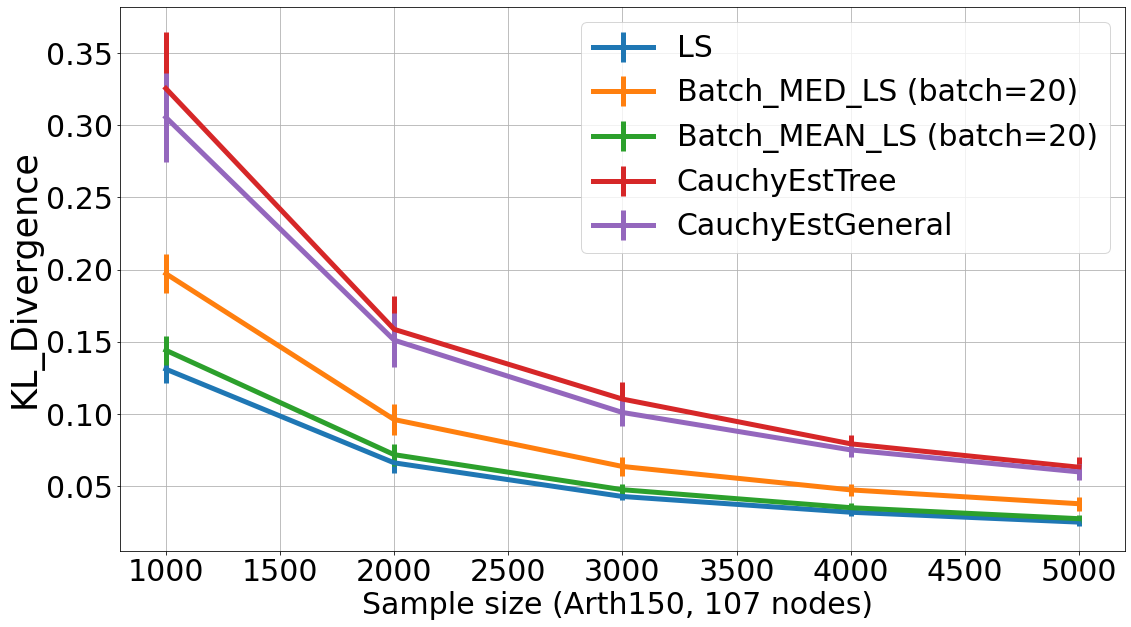 KL_Divergence
0.35
0.30
0.25
0.20
0.15
0.10
0.05
LS
Batch_MED_LS (batch=20)
Batch_MEAN_LS (batch=20)
CauchyEstTree
CauchyEstGeneral
1000 1500 2000 2500 3000 3500 4000 4500 5000
Sample size (Arth150, 107 nodes)